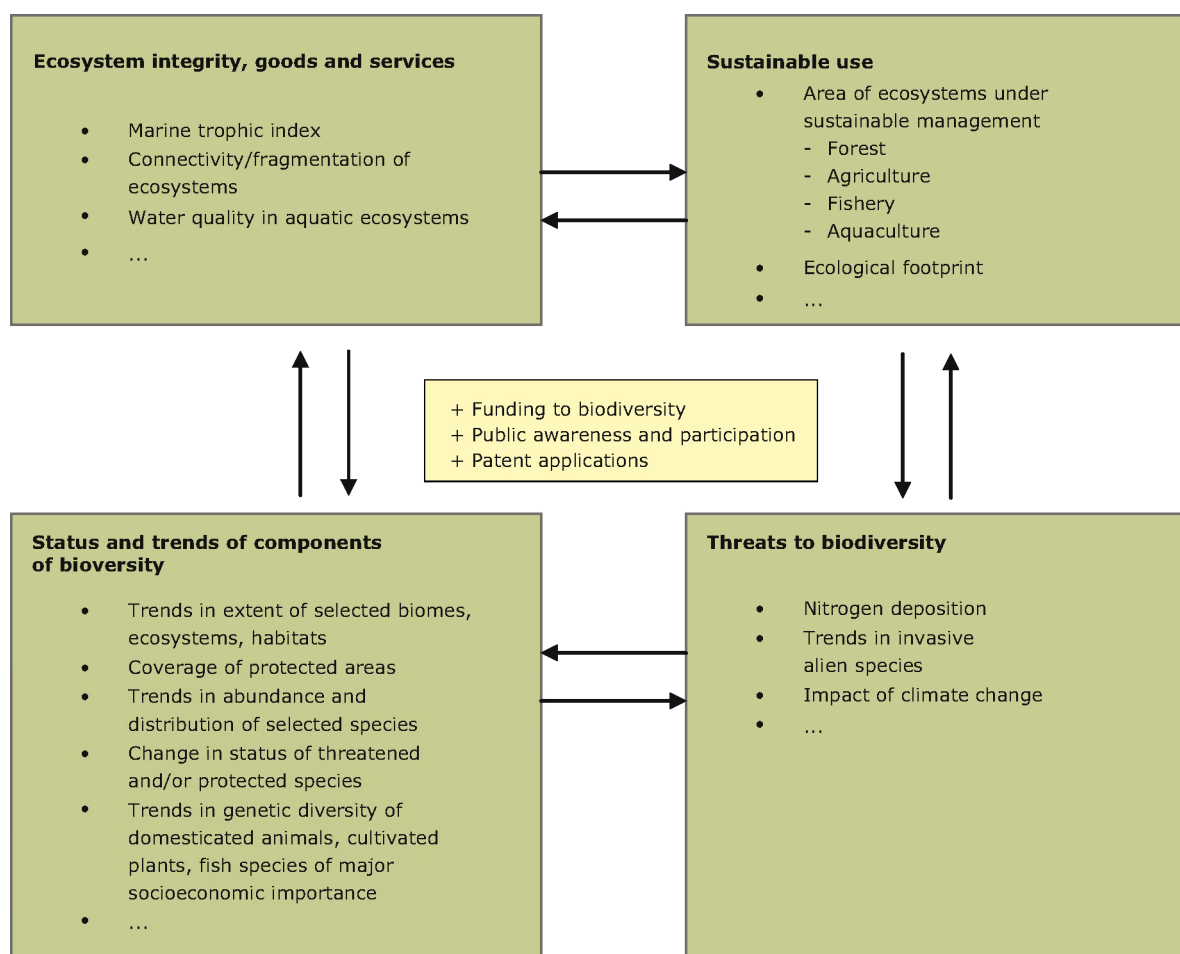 Ecosystem integrity, goods and services
• Marine trophic index
• Connectivity/fragmentation of
ecosystems
• Water quality in aquatic ecosystems
• ...
Sustainable use
• Area of ecosystems under
sustainable management
- Forest
- Agriculture
- Fishery
- Aquaculture
• Ecological footprint
• ...
+ Funding to biodiversity
+ Public awareness and participation
+ Patent applications
Status and trends of components
of bioversity
• Trends in extent of selected biomes,
ecosystems, habitats
• Coverage of protected areas
• Trends in abundance and
distribution of selected species
• Change in status of threatened
and/or protected species
• Trends in genetic diversity of
domesticated animals, cultivated
plants, fish species of major
socioeconomic importance
• ...
Threats to biodiversity
• Nitrogen deposition
• Trends in invasive
alien species
• Impact of climate change
• ...